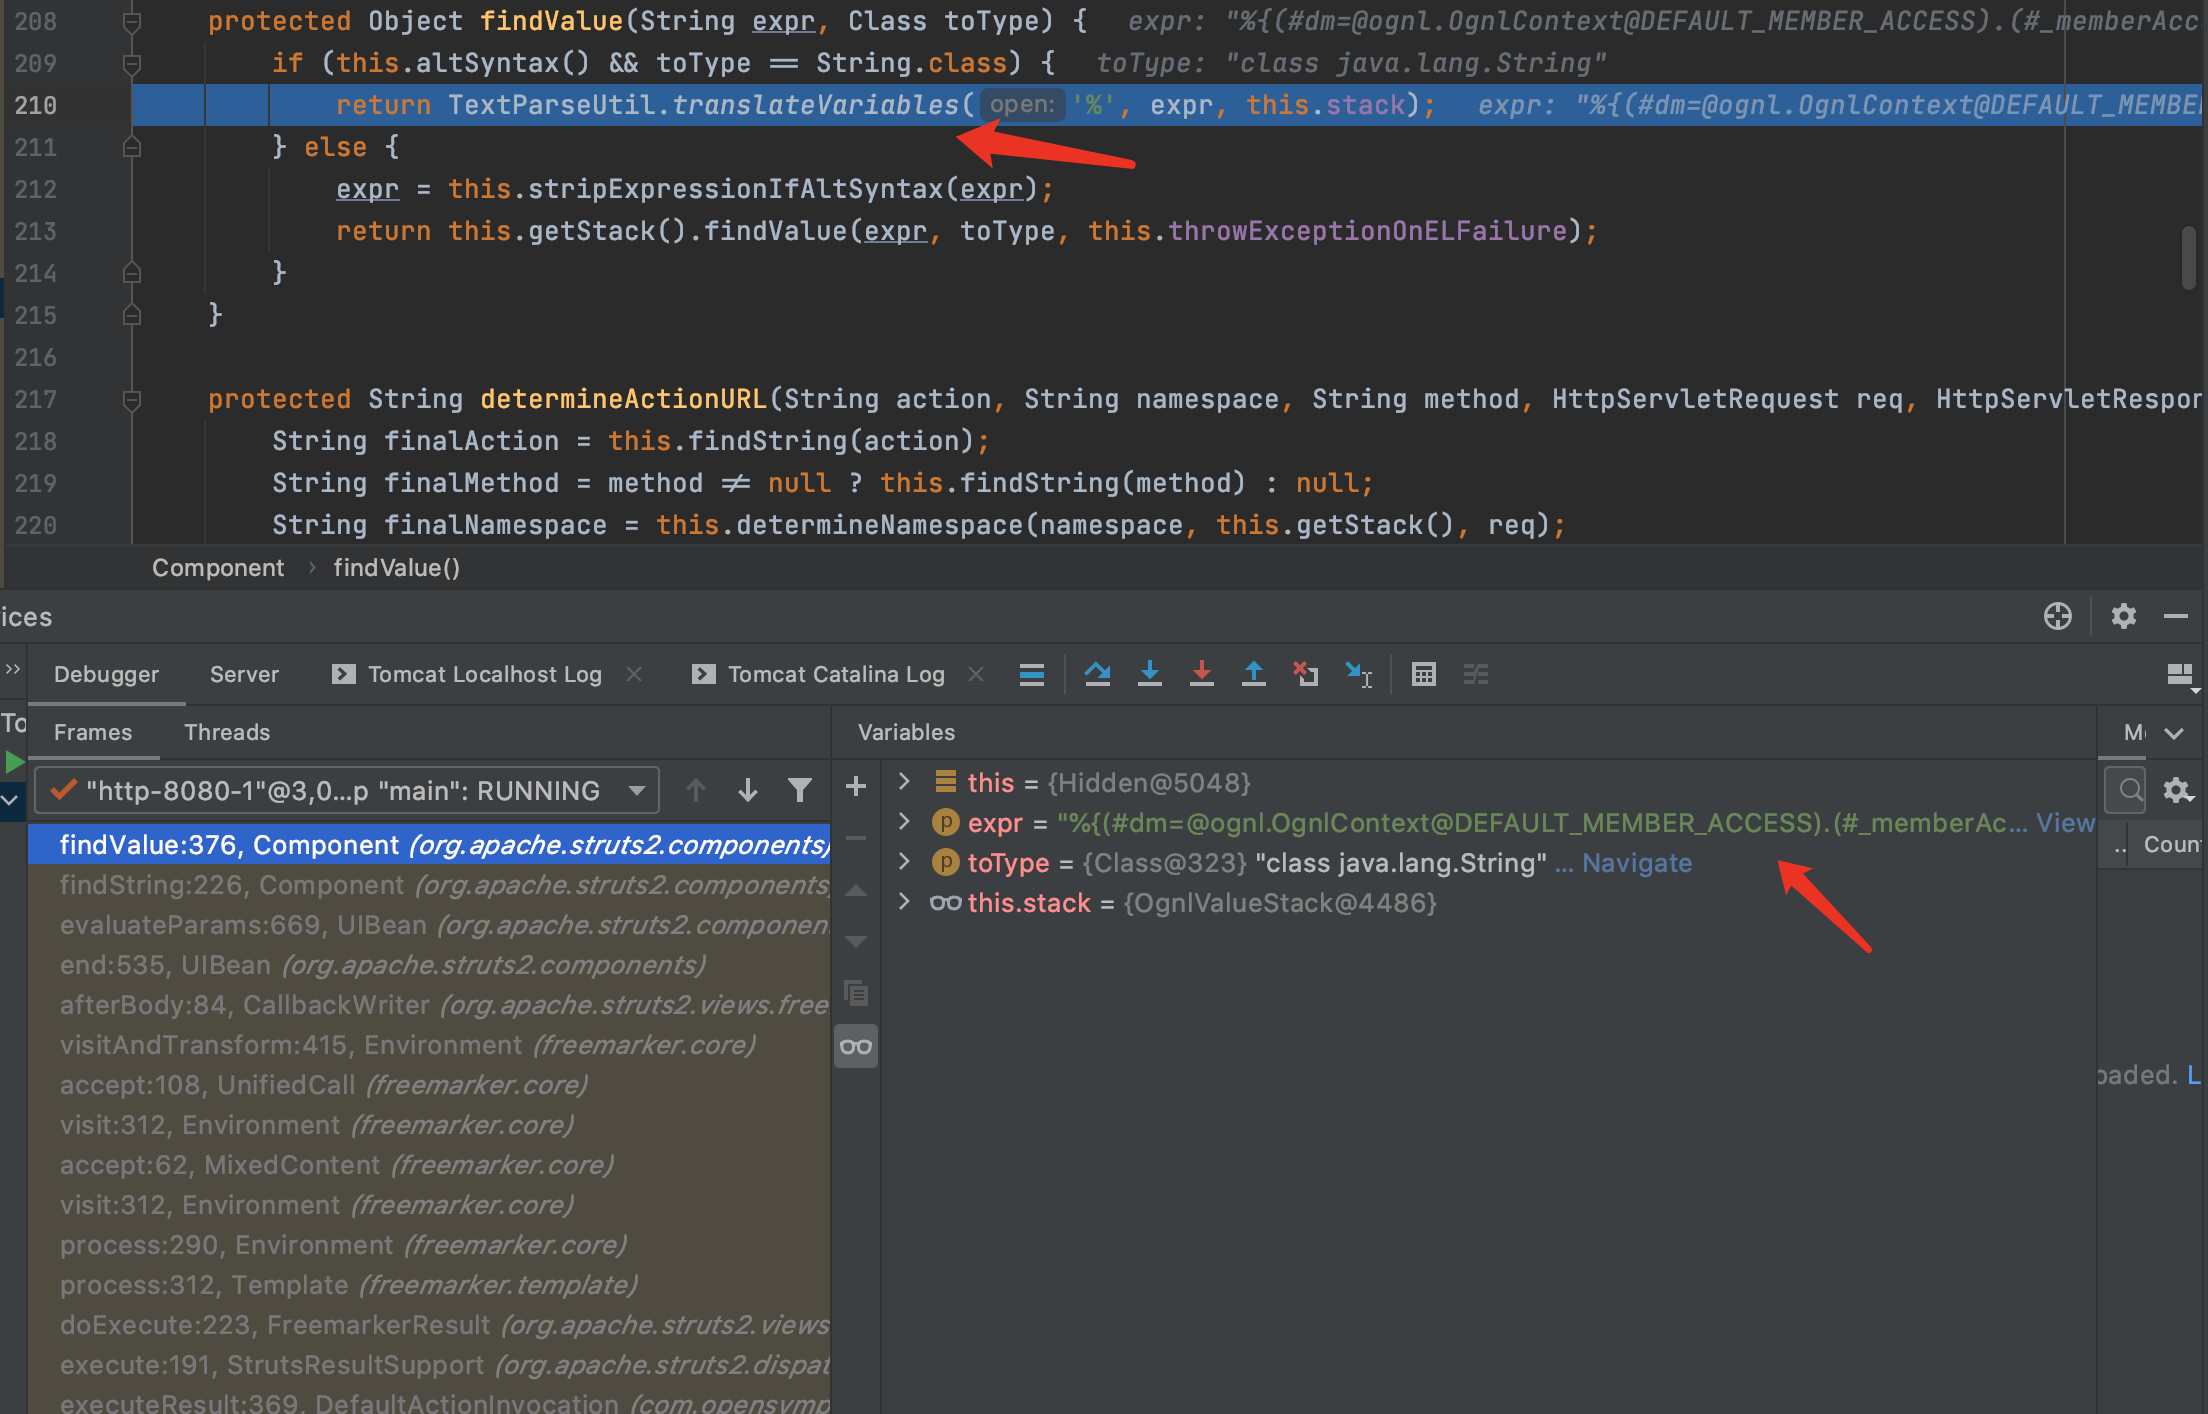 208 protected Object findValue(String expr, Class toType) { expr: "%{(#dm=@ognl.OgnlContext@DEFAULT_MEMBER_ACCESS).(#_memberAcc
209 if (this.altSyntax() && toType == String.class) { toType: "class java.lang.String"
210 return TextParseUtil.translateVariables( open: '%', expr, this.stack); expr: "%{(#dm=@ognl.OgnlContext@DEFAULT_MEMBE
211 } else {
212 expr = this.stripExpressionIfAltSyntax(expr);
213 return this.getStack().findValue(expr, toType, this.throwExceptionOnELFailure);
214 }
215 }
216
217 protected String determineActionURL(String action, String namespace, String method, HttpServletRequest req, HttpServletRespon
218 String finalAction = this.findString(action);
219 String finalMethod = method != null ? this.findString(method) : null;
220 String finalNamespace = this.determineNamespace(namespace, this.getStack(), req);
Component › findValue()
ices
Debugger Server Tomcat Localhost Log × Tomcat Catalina Log ×
To
Frames Threads Variables
"http-8080-1"@3,0...p "main": RUNNING
findValue:376, Component (org.apache.struts2.components)
findString:226, Component (org.apache.struts2.components)
evaluateParams:669, UIBean (org.apache.struts2.componen
end:535, UIBean (org.apache.struts2.components)
afterBody:84, CallbackWriter (org.apache.struts2.views.free
visitAndTransform:415, Environment (freemarker.core)
accept:108, UnifiedCall (freemarker.core)
visit:312, Environment (freemarker.core)
accept:62, MixedContent (freemarker.core)
visit:312, Environment (freemarker.core)
process:290, Environment (freemarker.core)
process:312, Template (freemarker.template)
doExecute:223, FreemarkerResult (org.apache.struts2.views
execute:191, StrutsResultSupport (org.apache.struts2.dispat
executeResult:369, DefaultActionInvocation (com.opensymp
this = {Hidden@5048}
expr = "%{(#dm=@ognl.OgnlContext@DEFAULT_MEMBER_ACCESS).(#_memberAc... View
toType = {Class@323} "class java.lang.String" ... Navigate
this.stack = {OgnlValueStack@4486}
.. Coun
oaded. L